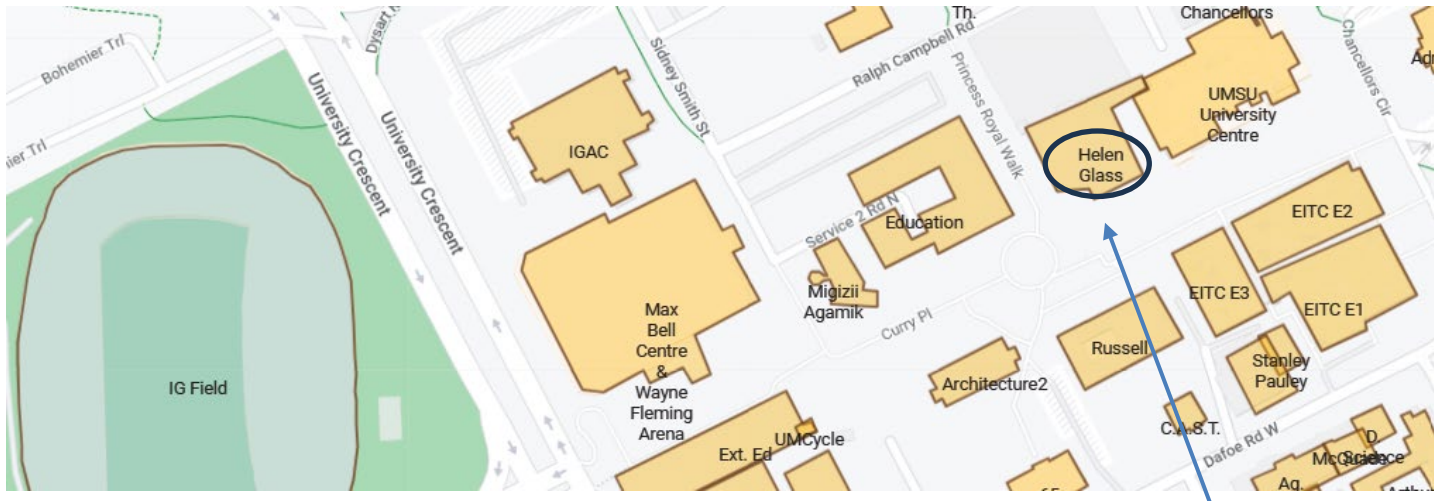 Bohemier Trl
Dysart R
Sidney Smith St
Th.
Ralph Campbell Rd
Princess Royal Walk
Chancellors
Chancellors Cir
Adr
UMSU
University
Centre
Helen
Glass
University Crescent
University Crescent
IGAC
ier Trl
Service 2 Rd N
Education
EITC E2
Migizii
Agamik
EITC E3
EITC E1
Max
Bell
Centre
&
Wayne
Fleming
Arena
Curry Pl
Russell
Stanley
Pauley
IG Field
Architecture2
C.A.S.T.
Dafoe Rd W
UMCycle
Ext. Ed
D.
Science
Ag.